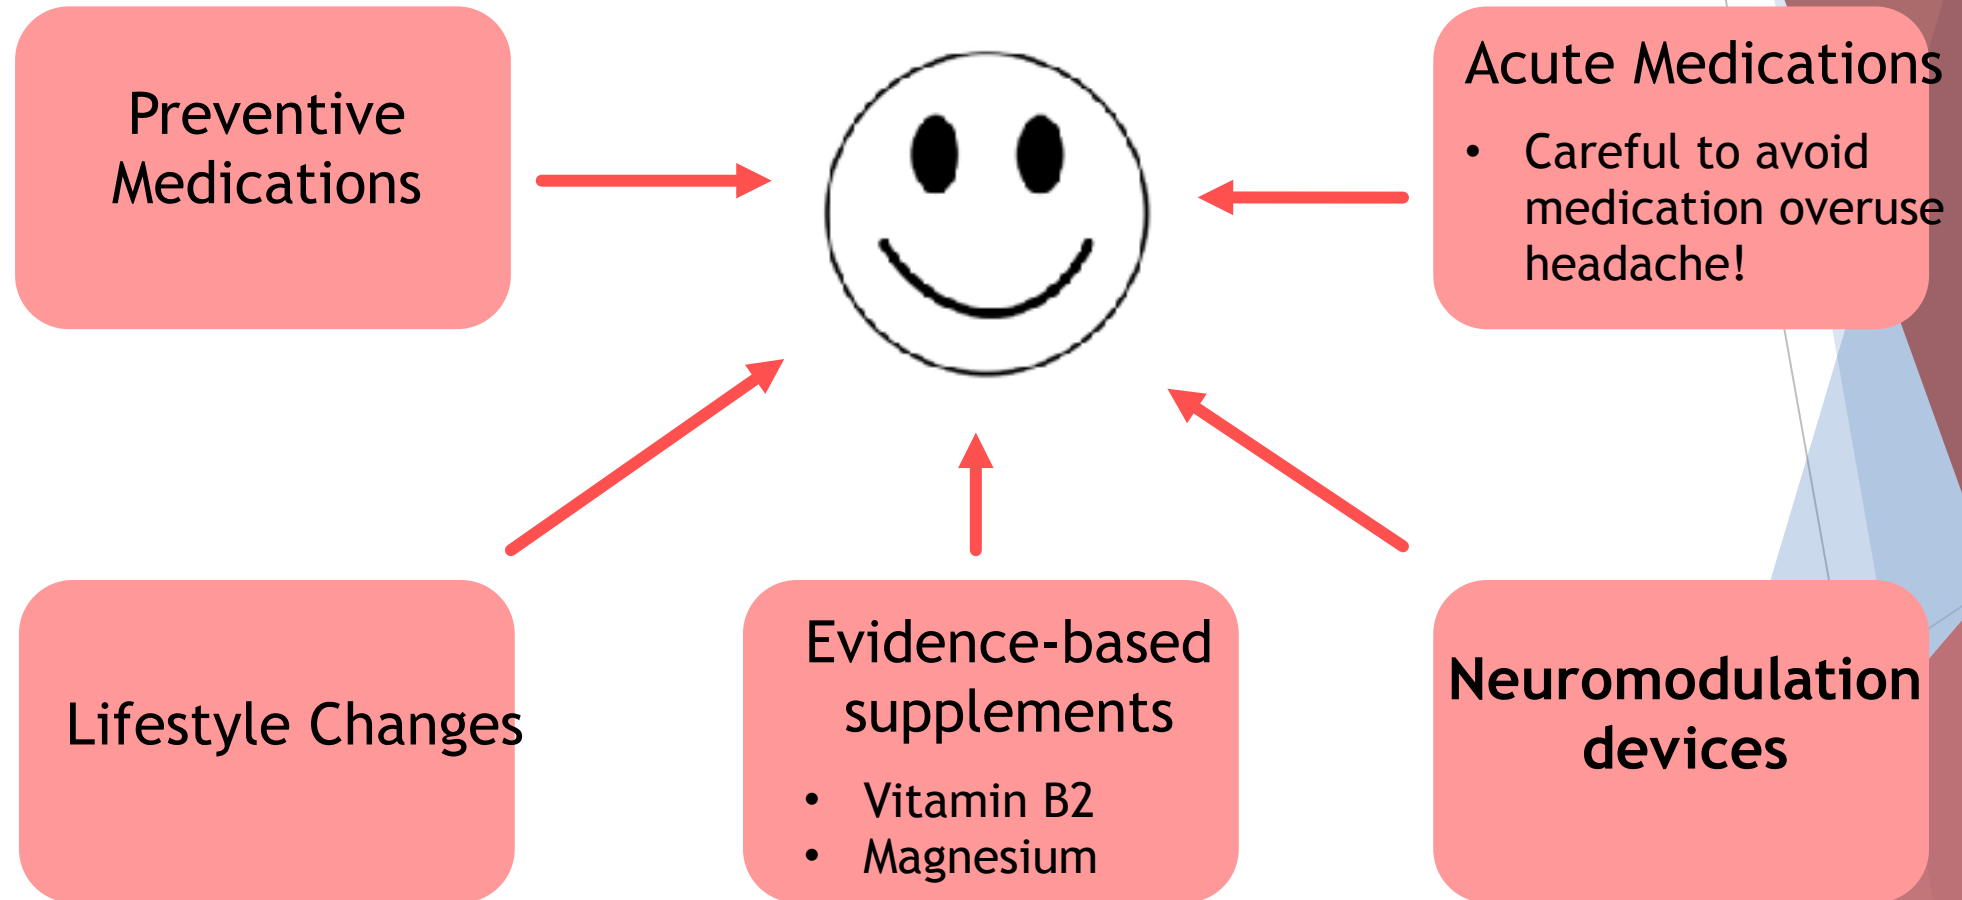 Preventive
Medications
Acute Medications
• Careful to avoid
medication overuse
headache!
Lifestyle Changes
Evidence-based
supplements
• Vitamin B2
• Magnesium
Neuromodulation
devices